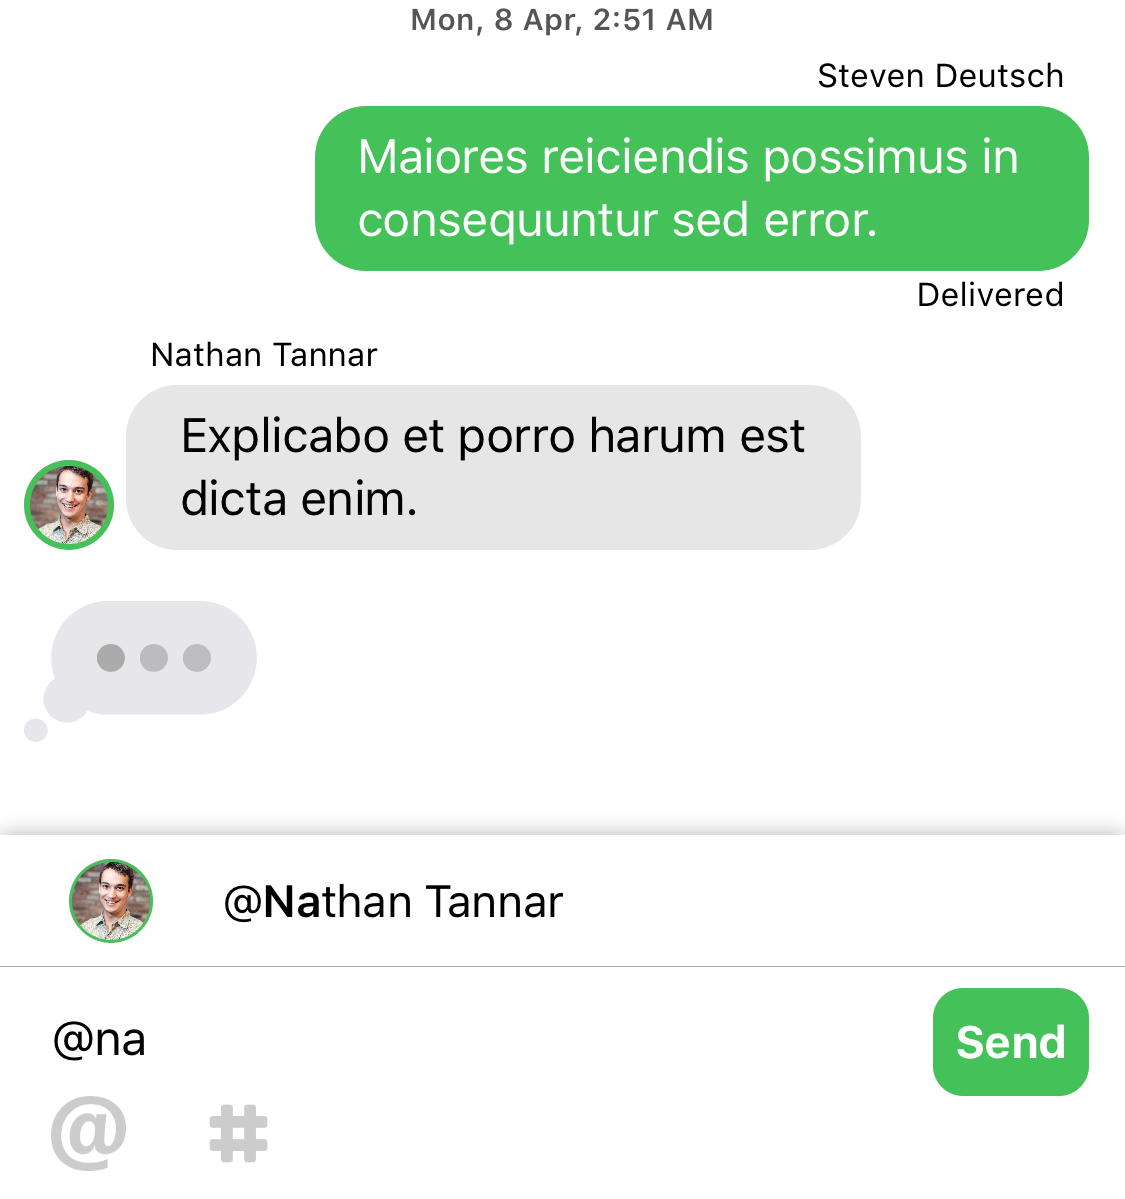 Mon, 8 Apr, 2:51 AM
Steven Deutsch
Maiores reiciendis possimus in
consequuntur sed error.
Delivered
Nathan Tannar
Explicabo et porro harum est
dicta enim.
@Nathan Tannar
@na
Send
@ #